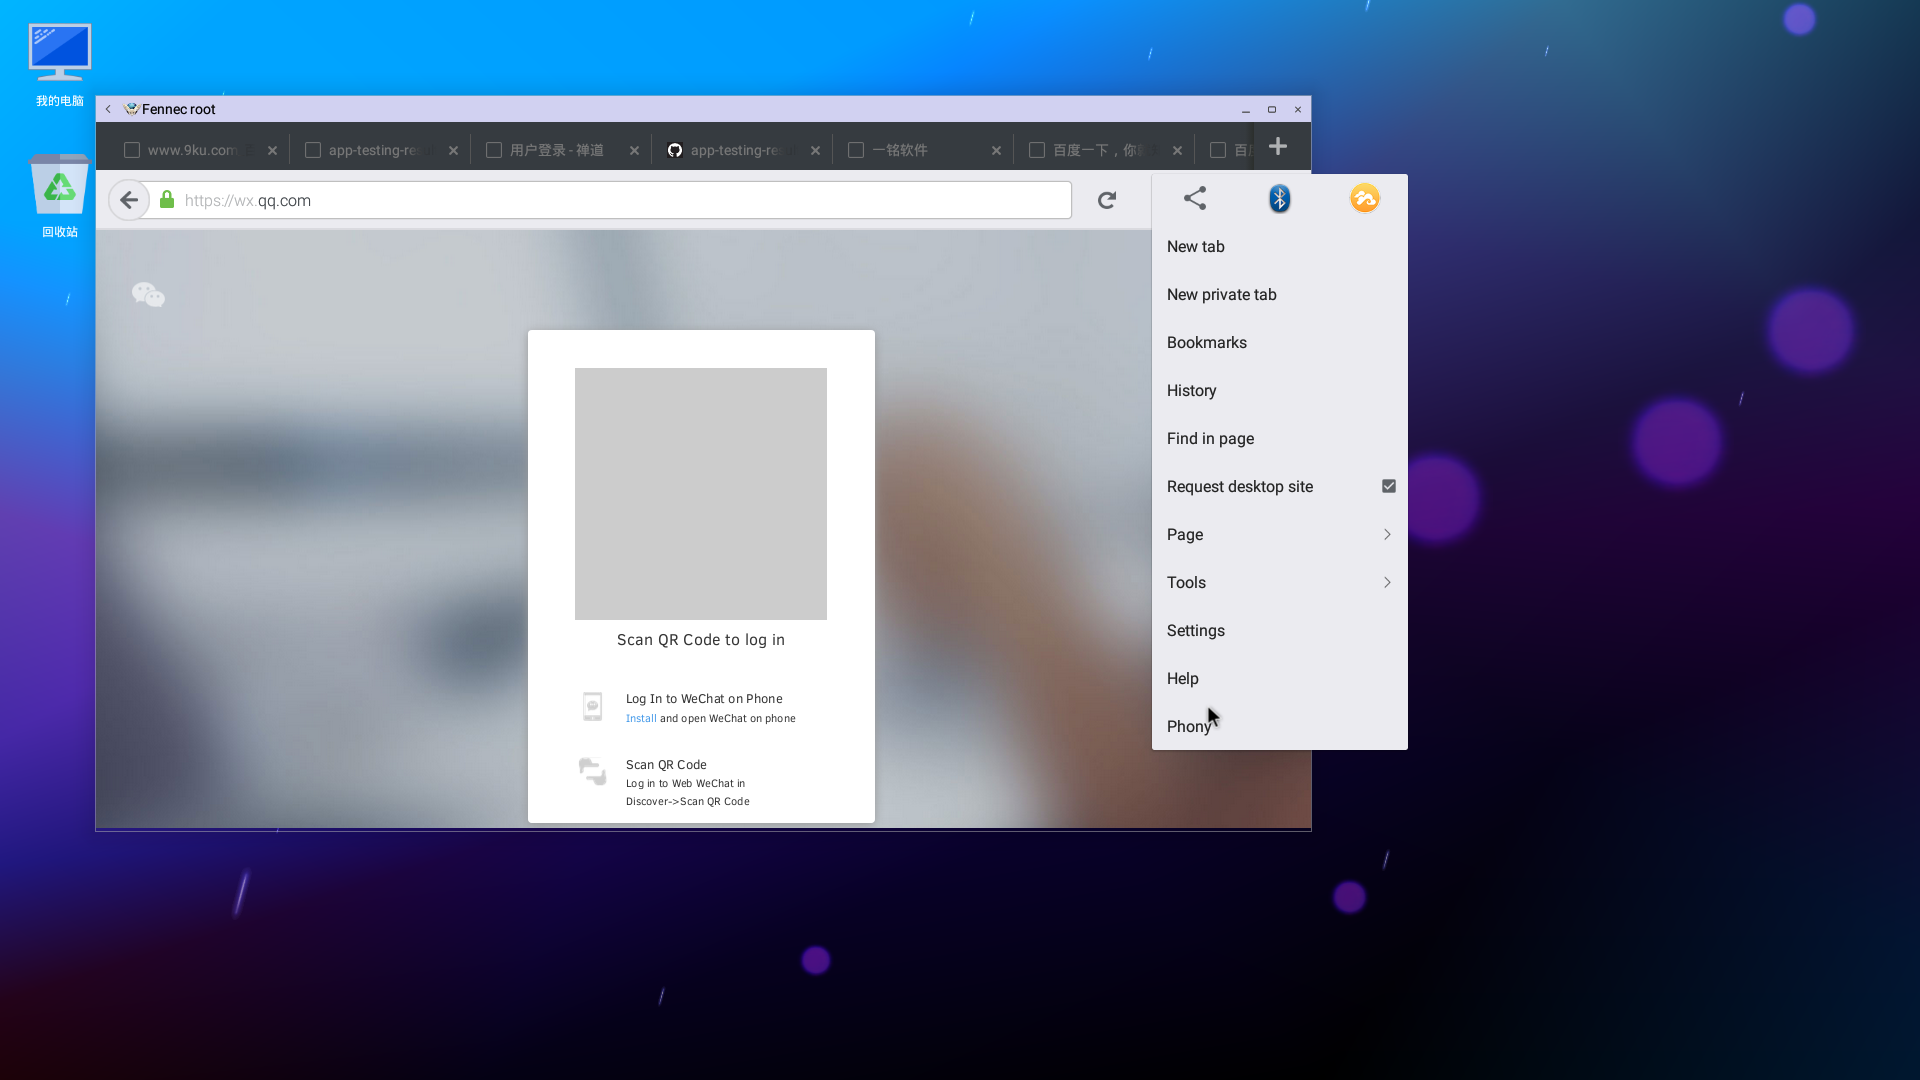 我的电脑
回收站
Fennec root
www.9ku.com
app-testing-resul
用户登录 - 禅道
app-testing-resul
一铭软件
百度一下，你
百
https://wx.qq.com
New tab
New private tab
Bookmarks
History
Find in page
Request desktop site
Page
Tools
Settings
Help
Phony
Scan QR Code to log in
Log In to WeChat on Phone
Install and open WeChat on phone
Scan QR Code
Log in to Web WeChat in
Discover->Scan QR Code